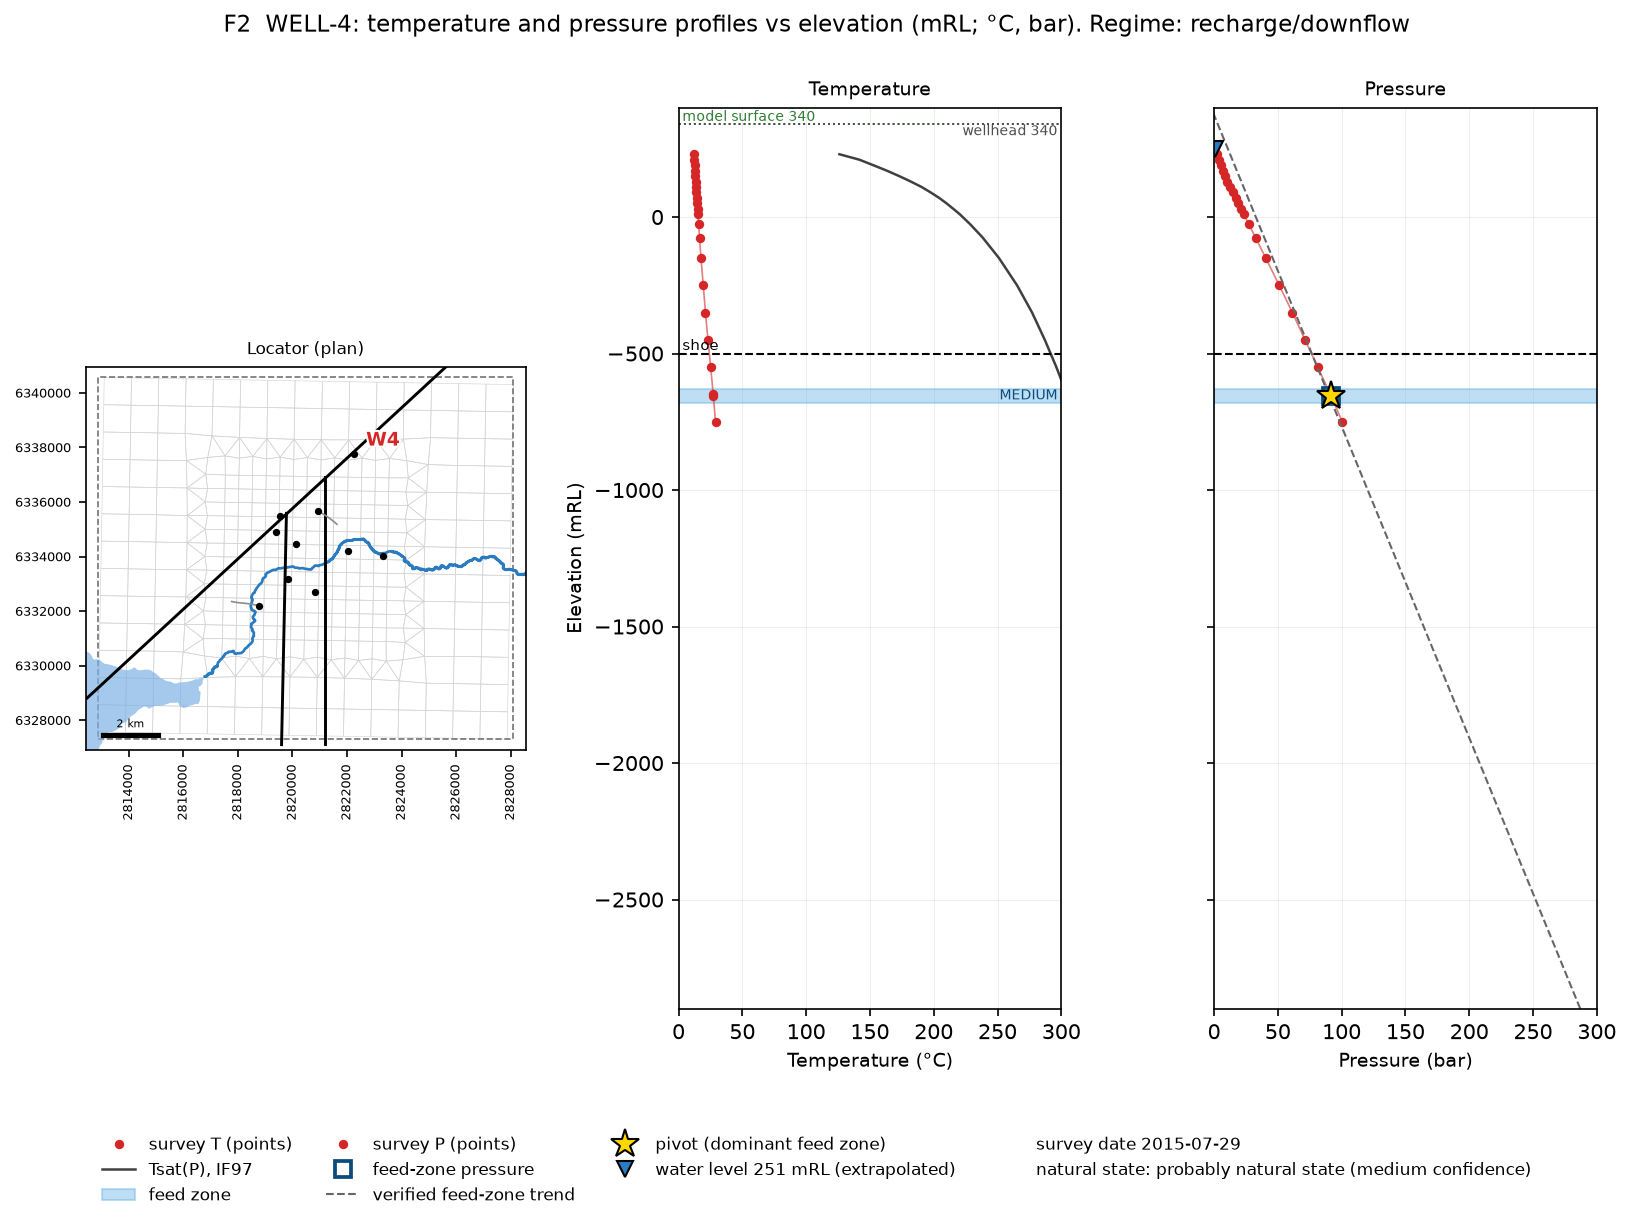 F2  WELL-4: temperature and pressure profiles vs elevation (mRL; °C, bar). Regime: recharge/downflow
Locator (plan)
6340000
6338000
6336000
6334000
6332000
6330000
6328000
W4
2 km
2814000
2816000
2818000
2820000
2822000
2824000
2826000
2828000
Temperature
model surface 340
wellhead 340
shoe
MEDIUM
Elevation (mRL)
0
−500
−1000
−1500
−2000
−2500
0 50 100 150 200 250 300
Temperature (°C)
Pressure
0 50 100 150 200 250 300
Pressure (bar)
survey T (points)
Tsat(P), IF97
feed zone
survey P (points)
feed-zone pressure
verified feed-zone trend
pivot (dominant feed zone)
water level 251 mRL (extrapolated)
survey date 2015-07-29
natural state: probably natural state (medium confidence)